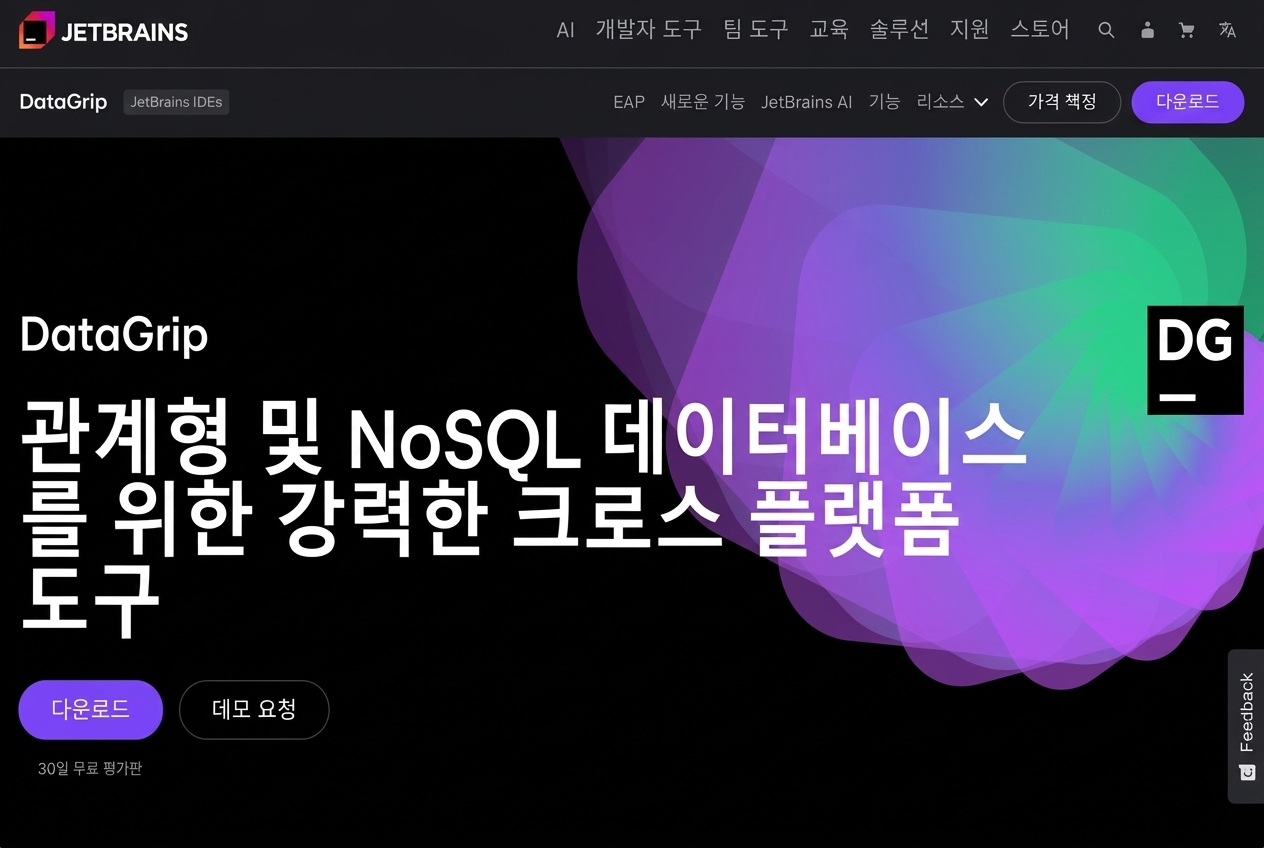 JETBRAINS
AI 개발자 도구 팀 도구 교육 솔루션 지원 스토어
DataGrip JetBrains IDEs
EAP 새로운 기능 JetBrains AI 기능 리소스 가격 책정 다운로드
DG
DataGrip
관계형 및 NoSQL 데이터베이스
를 위한 강력한 크로스 플랫폼
도구
다운로드 데모 요청
30일 무료 평가판
Feedback